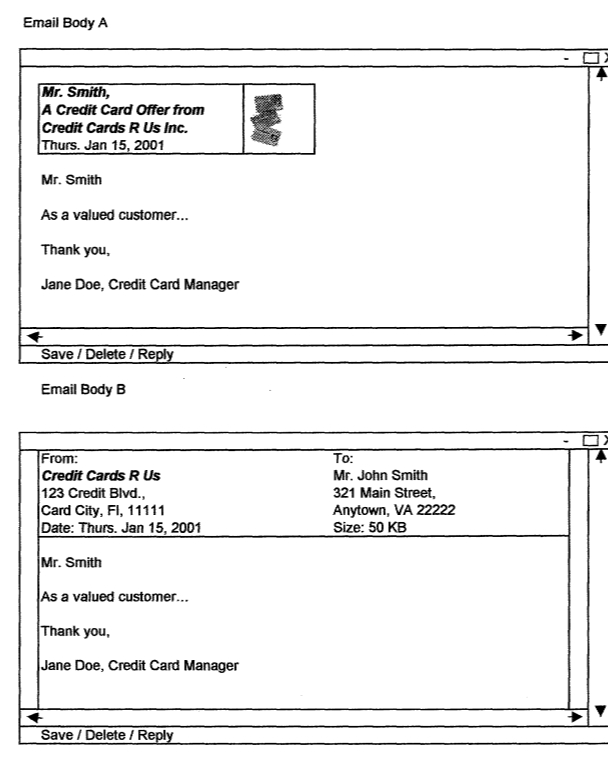 Email Body A
- X
Mr. Smith,
A Credit Card Offer from
Credit Cards R Us Inc.
Thurs. Jan 15, 2001
Mr. Smith
As a valued customer...
Thank you,
Jane Doe, Credit Card Manager
Save / Delete / Reply
Email Body B
- X
From:
Credit Cards R Us
123 Credit Blvd.,
Card City, Fl, 11111
Date: Thurs. Jan 15, 2001
To:
Mr. John Smith
321 Main Street,
Anytown, VA 22222
Size: 50 KB
Mr. Smith
As a valued customer...
Thank you,
Jane Doe, Credit Card Manager
Save / Delete / Reply